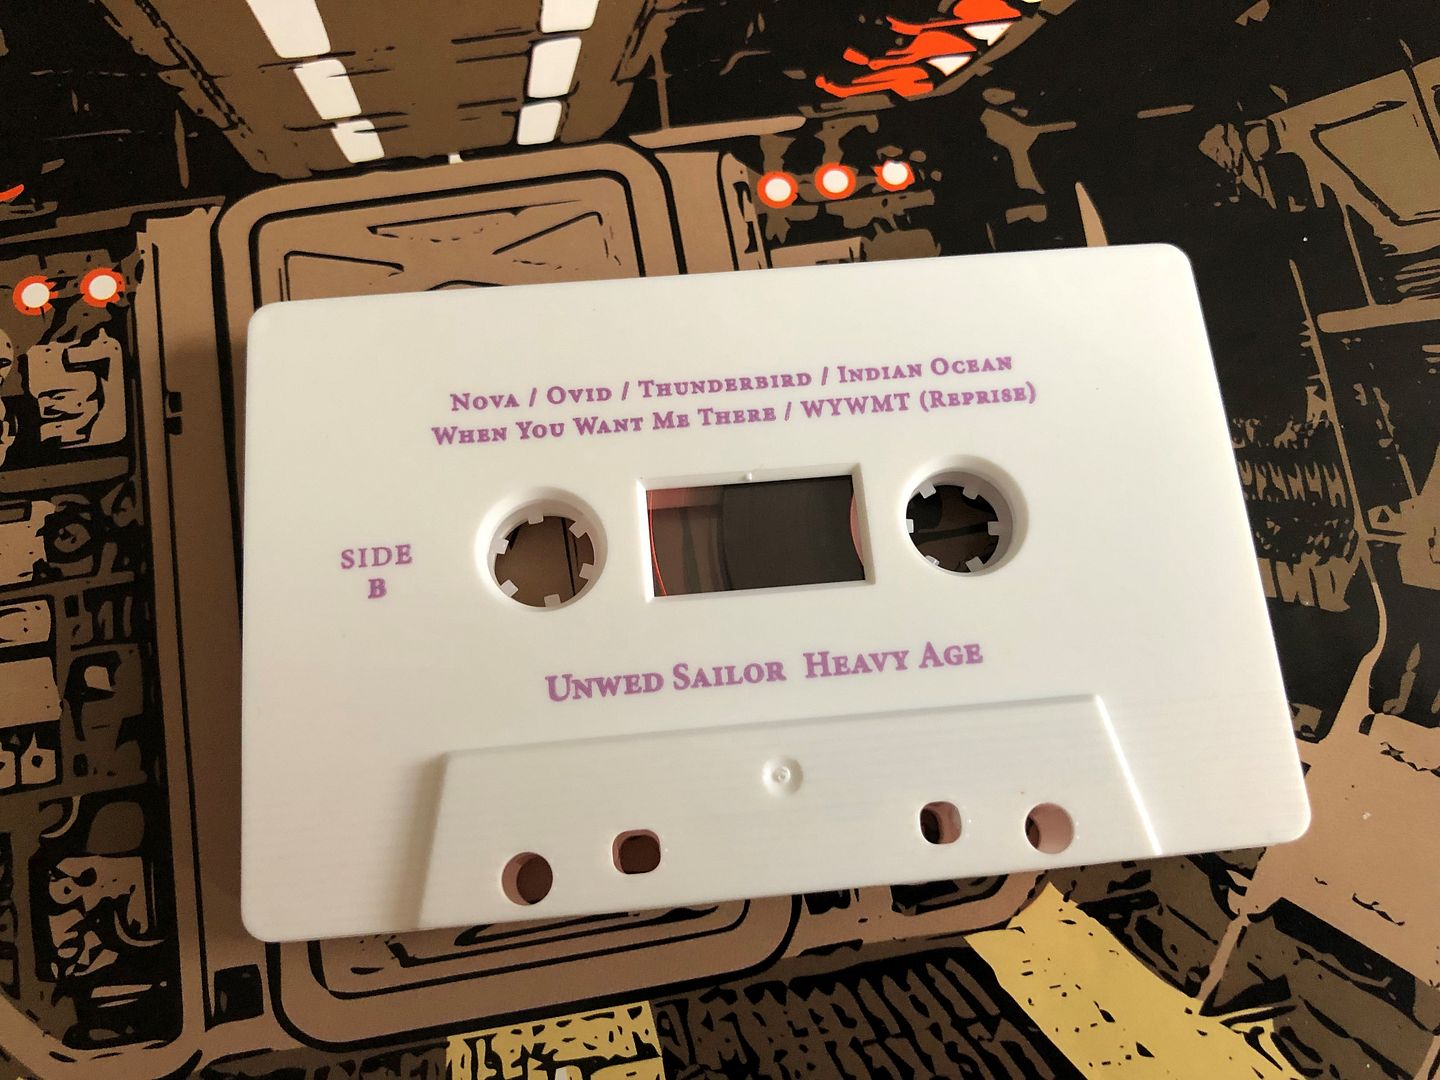 Nova / Ovid / Thunderbird / Indian Ocean
When You Want Me There / WYWMT (Reprise)
SIDE
B
Unwed Sailor Heavy Age